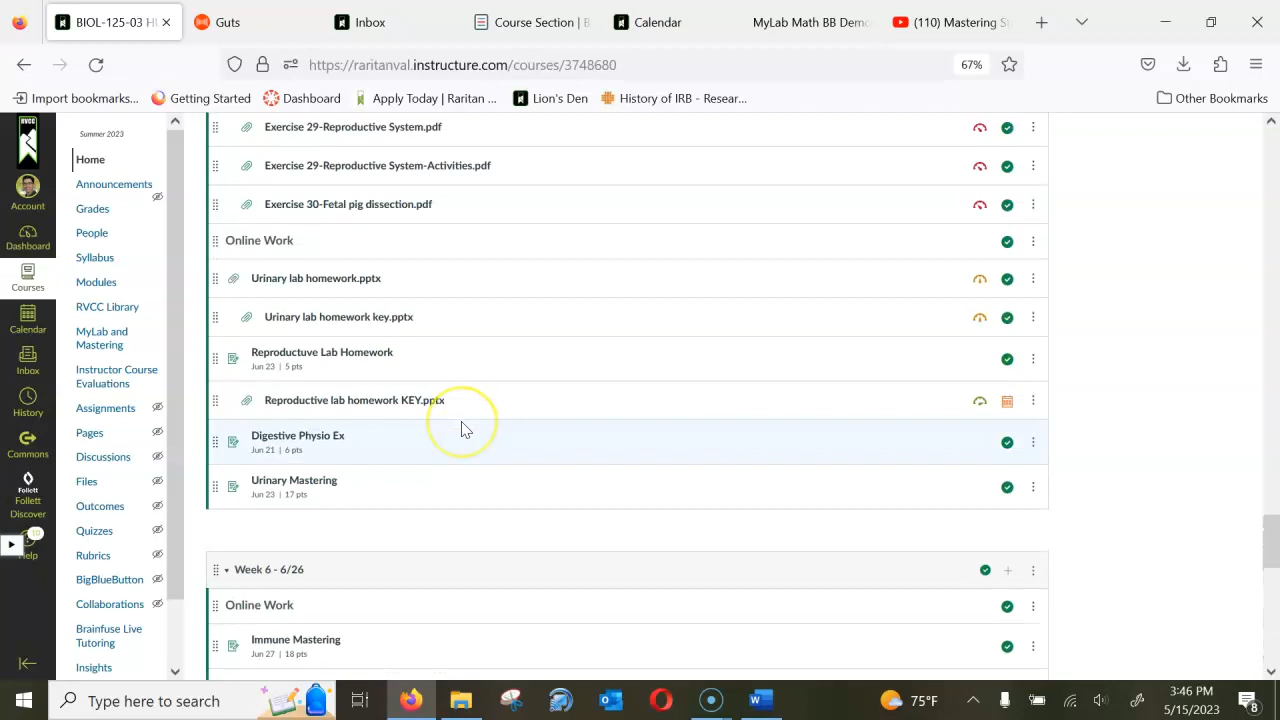 BIOL-125-03 H
Guts
Inbox
Course Section | B
Calendar
MyLab Math BB Demo
(110) Mastering S
https://raritanval.instructure.com/courses/3748680
67%
Import bookmarks...
Getting Started
Dashboard
Apply Today | Raritan ...
Lion's Den
History of IRB - Resear...
Other Bookmarks
RVCC
Account
Dashboard
Courses
Calendar
Inbox
History
Commons
Follett
Follett
Discover
10
Help
Summer 2023
Home
Announcements
Grades
People
Syllabus
Modules
RVCC Library
MyLab and
Mastering
Instructor Course
Evaluations
Assignments
Pages
Discussions
Files
Outcomes
Quizzes
Rubrics
BigBlueButton
Collaborations
Brainfuse Live
Tutoring
Insights
Exercise 29-Reproductive System.pdf
Exercise 29-Reproductive System-Activities.pdf
Exercise 30-Fetal pig dissection.pdf
Online Work
Urinary lab homework.pptx
Urinary lab homework key.pptx
Reproductuve Lab Homework
Jun 23 | 5 pts
Reproductive lab homework KEY.pptx
Digestive Physio Ex
Jun 21 | 6 pts
Urinary Mastering
Jun 23 | 17 pts
Week 6 - 6/26
Online Work
Immune Mastering
Jun 27 | 18 pts
Type here to search
75°F
3:46 PM
5/15/2023
8